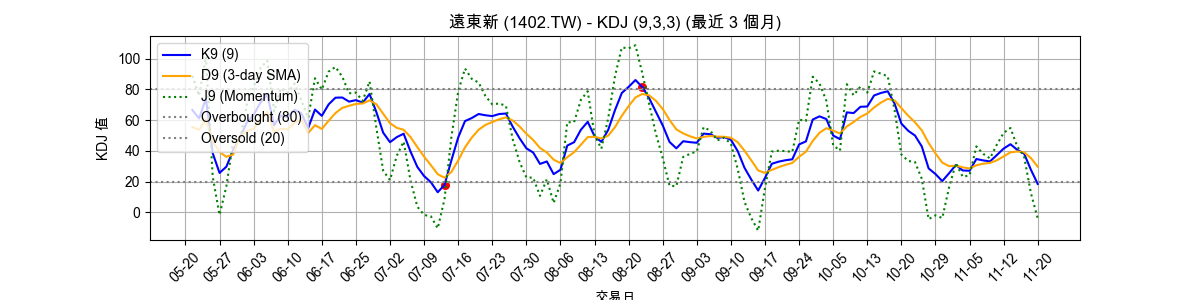 遠東新 (1402.TW) - KDJ (9,3,3) (最近 3 個月)
KDJ 值
100
80
60
40
20
0
K9 (9)
D9 (3-day SMA)
J9 (Momentum)
Overbought (80)
Oversold (20)
05-20 05-27 06-03 06-10 06-17 06-25 07-02 07-09 07-16 07-23 07-30 08-06 08-13 08-20 08-27 09-03 09-10 09-17 09-24 10-05 10-13 10-20 10-29 11-05 11-12 11-20
交易日